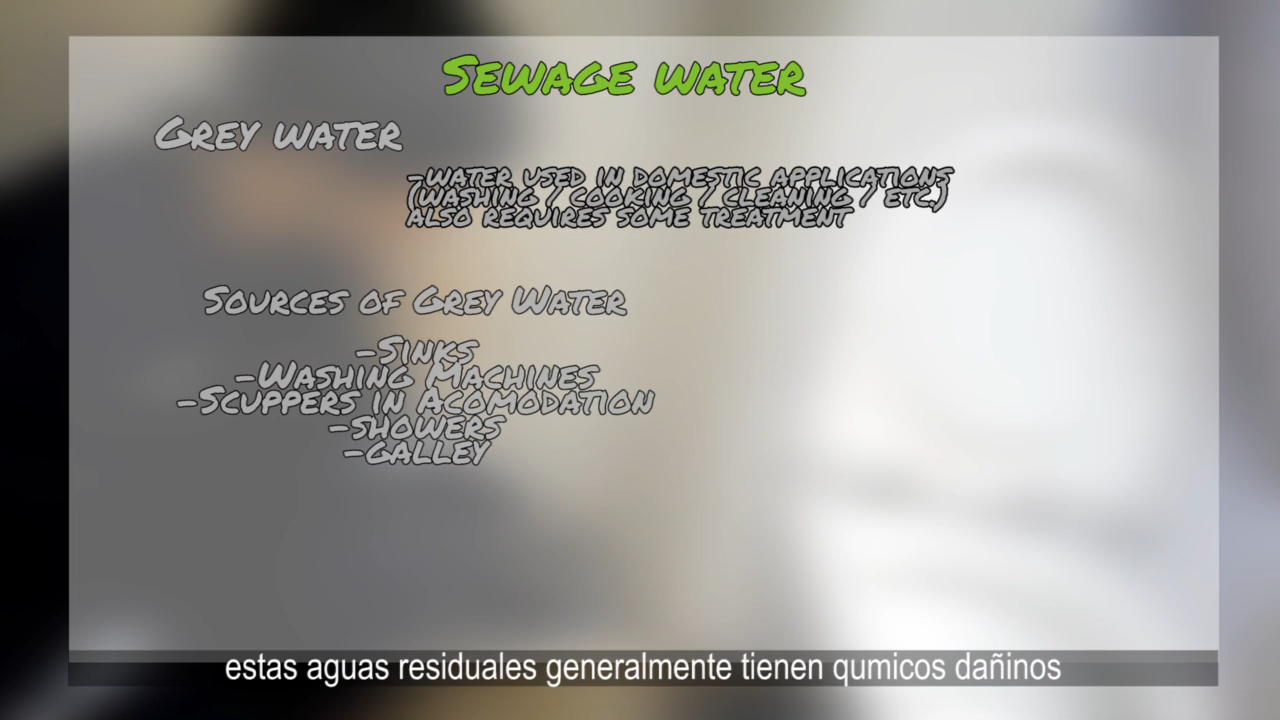 Sewage water
Grey water
-water used in domestic applications
(washing / cooking / cleaning / etc.)
also requires some treatment
Sources of Grey Water
-Sinks
-Washing Machines
-Scuppers in Acomodation
-showers
-galley
estas aguas residuales generalmente tienen qumicos dañinos